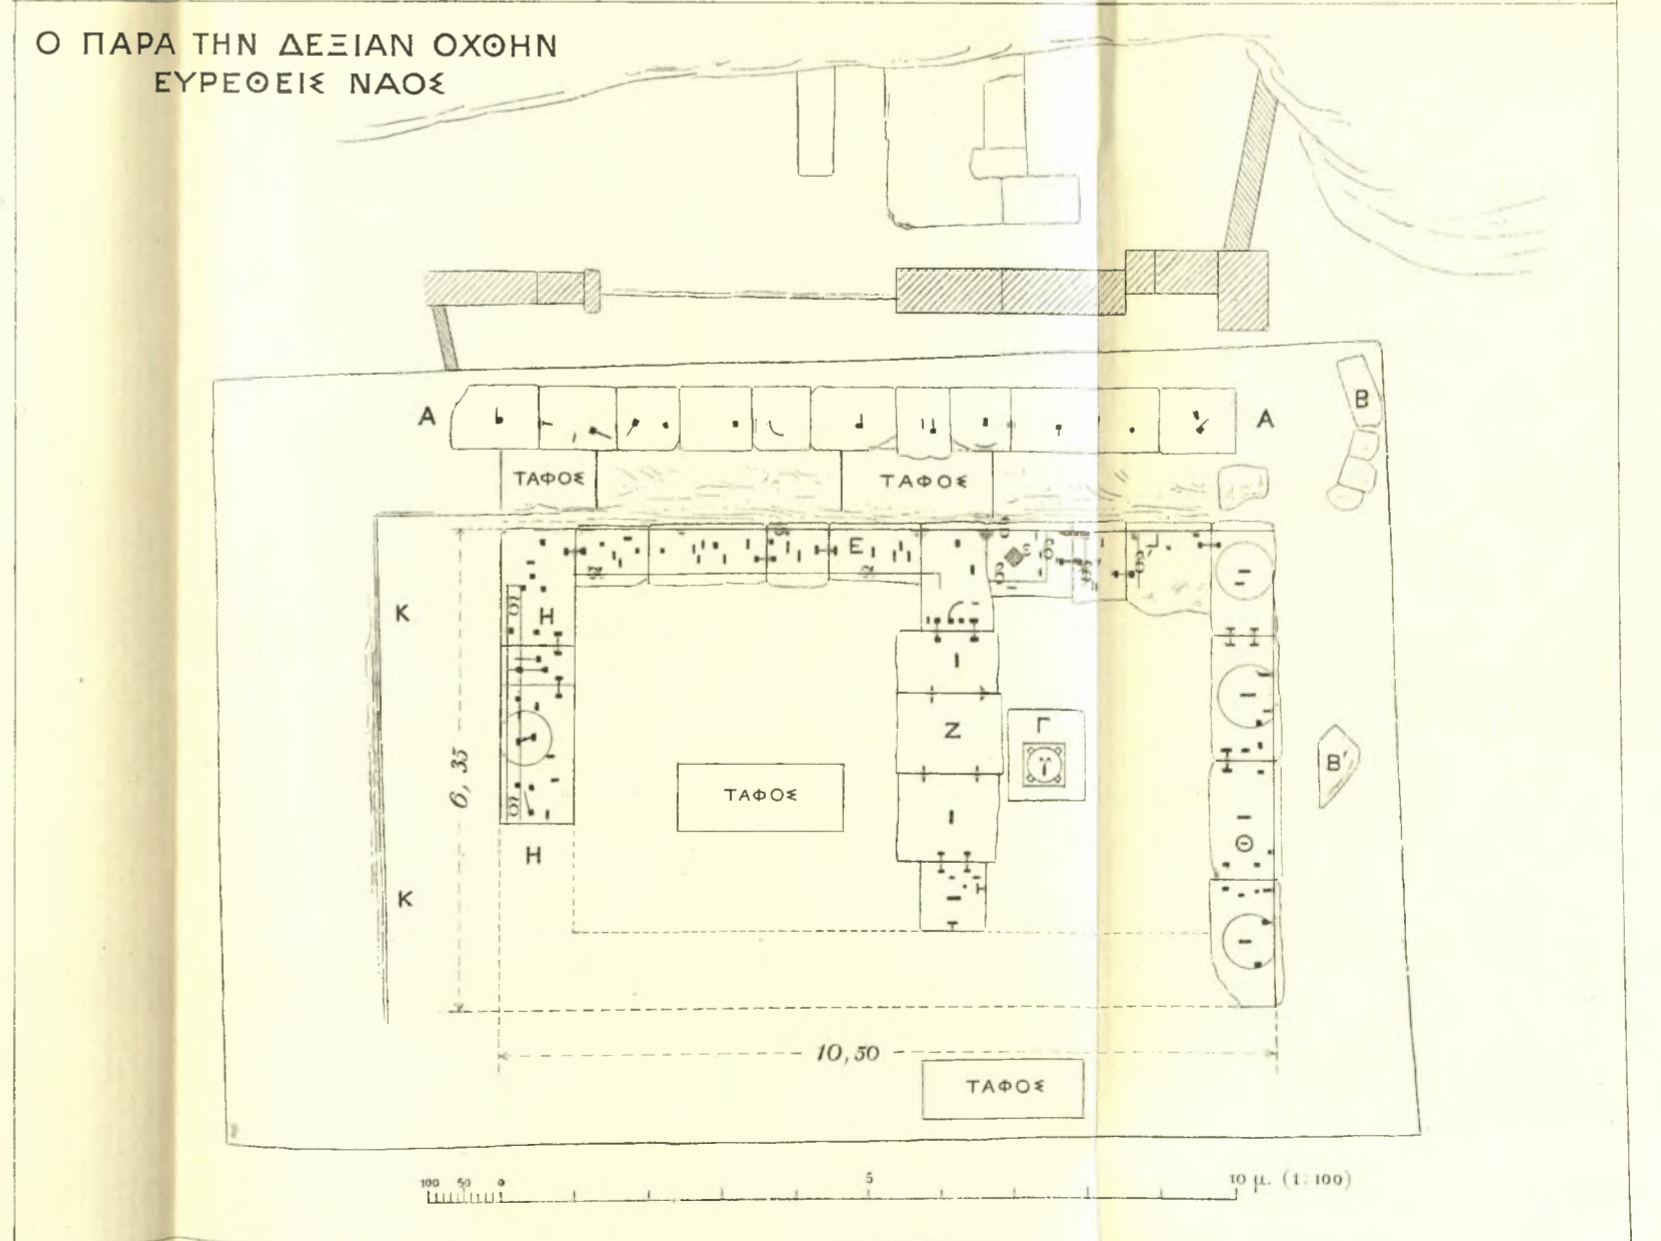 Ο ΠΑΡΑ ΤΗΝ ΔΕΞΙΑΝ ΟΧΘΗΝ
ΕΥΡΕΘΕΙΣ ΝΑΟΣ
Α
Α
Β
ΤΑΦΟΣ
ΤΑΦΟΣ
Ε
Κ
Η
6,35
Ζ
Γ
Β'
ΤΑΦΟΣ
Θ
Η
Κ
10,50
ΤΑΦΟΣ
100 50 0 5 10 μ. (1:100)